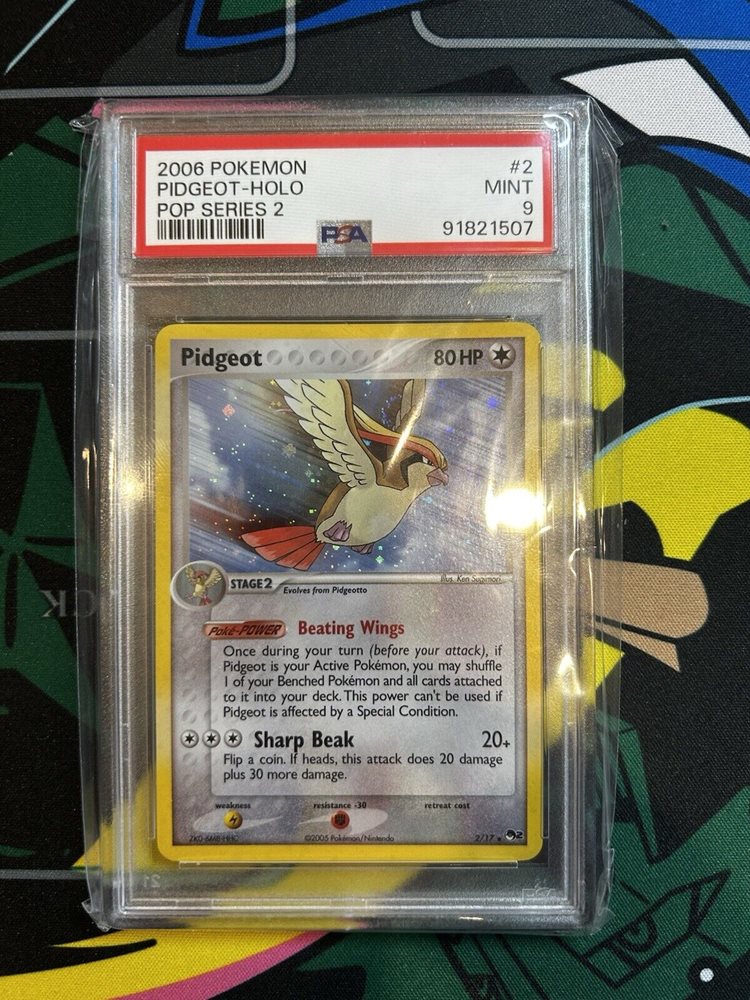 2006 POKEMON #2
PIDGEOT-HOLO MINT
POP SERIES 2 9
PSA 91821507
Pidgeot 80 HP
STAGE 2 Illus. Ken Sugimori
Evolves from Pidgeotto
Poké-POWER Beating Wings
Once during your turn (before your attack), if
Pidgeot is your Active Pokémon, you may shuffle
1 of your Benched Pokémon and all cards attached
to it into your deck. This power can't be used if
Pidgeot is affected by a Special Condition.
Sharp Beak 20+
Flip a coin. If heads, this attack does 20 damage
plus 30 more damage.
weakness resistance -30 retreat cost
©2005 Pokémon/Nintendo 2/17